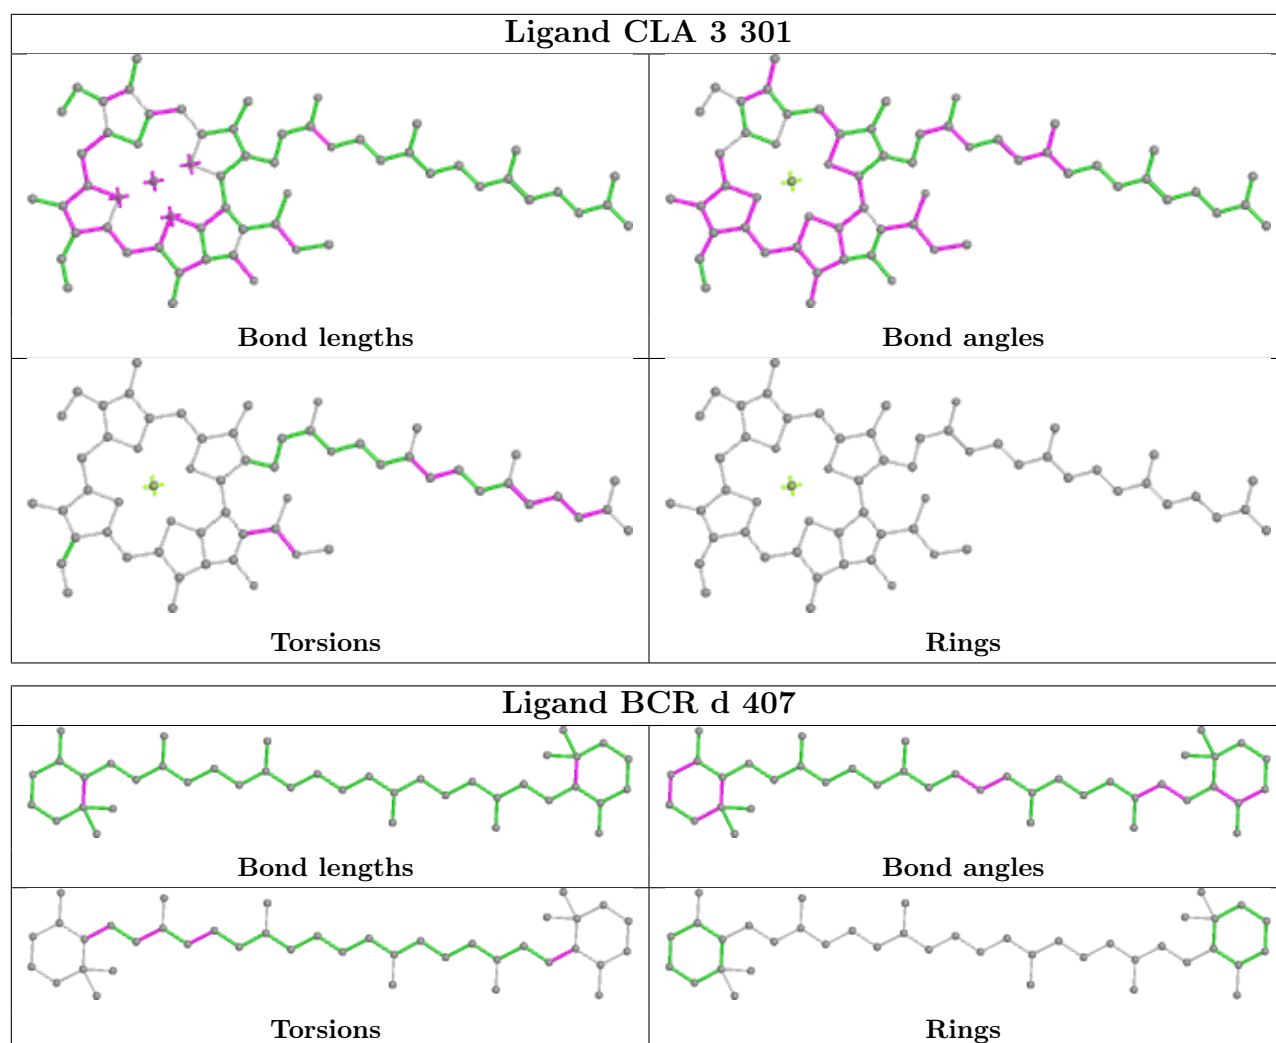 Ligand CLA 3 301
Bond lengths
Bond angles
Torsions
Rings
Ligand BCR d 407
Bond lengths
Bond angles
Torsions
Rings